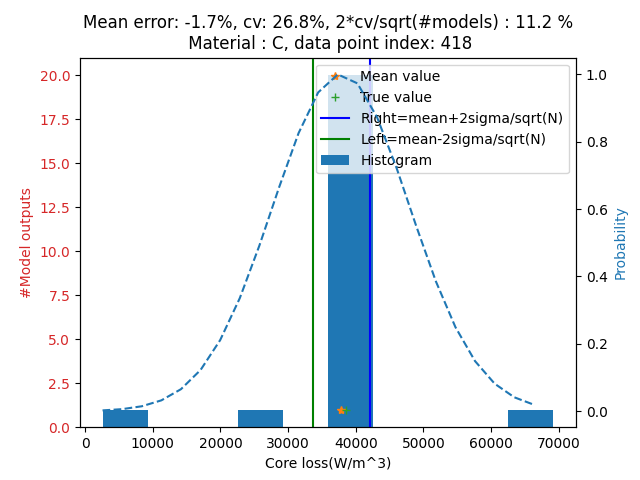 Mean error: -1.7%, cv: 26.8%, 2*cv/sqrt(#models) : 11.2 %
Material : C, data point index: 418
20.0
17.5
15.0
12.5
10.0
7.5
5.0
2.5
0.0
#Model outputs
Mean value
True value
Right=mean+2sigma/sqrt(N)
Left=mean-2sigma/sqrt(N)
Histogram
1.0
0.8
0.6
0.4
0.2
0.0
Probability
0 10000 20000 30000 40000 50000 60000 70000
Core loss(W/m^3)